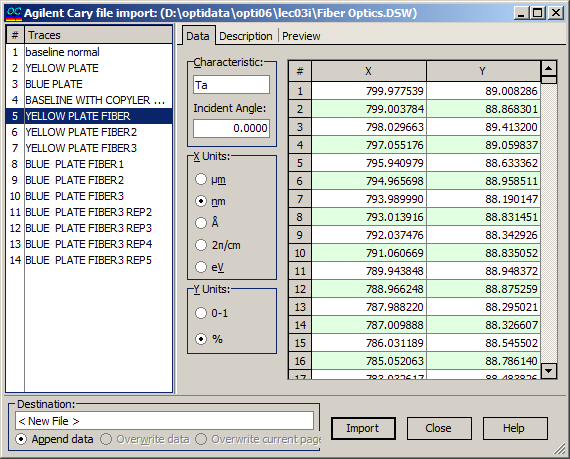 OC Agilent Cary file import: (D:\optidata\opti06\lec03i\Fiber Optics.DSW)
# Traces
1 baseline normal
2 YELLOW PLATE
3 BLUE PLATE
4 BASELINE WITH COPYLER ...
5 YELLOW PLATE FIBER
6 YELLOW PLATE FIBER2
7 YELLOW PLATE FIBER3
8 BLUE PLATE FIBER1
9 BLUE PLATE FIBER2
10 BLUE PLATE FIBER3
11 BLUE PLATE FIBER3 REP2
12 BLUE PLATE FIBER3 REP3
13 BLUE PLATE FIBER3 REP4
14 BLUE PLATE FIBER3 REP5
Data Description Preview
Characteristic:
Ta
Incident Angle:
0.0000
X Units:
µm
nm
Å
2π/cm
eV
Y Units:
0-1
%
# X Y
1 799.977539 89.008286
2 799.003784 88.868301
3 798.029663 89.413200
4 797.055176 89.059837
5 795.940979 88.633362
6 794.965698 88.958511
7 793.989990 88.190147
8 793.013916 88.831451
9 792.037476 88.342926
10 791.060669 88.835052
11 789.943848 88.948372
12 788.966248 88.875259
13 787.988220 88.295021
14 787.009888 88.326607
15 786.031189 88.545502
16 785.052063 88.786140
17 783.932617 88.483826
Destination:
< New File >
Append data Overwrite data Overwrite current page
Import Close Help